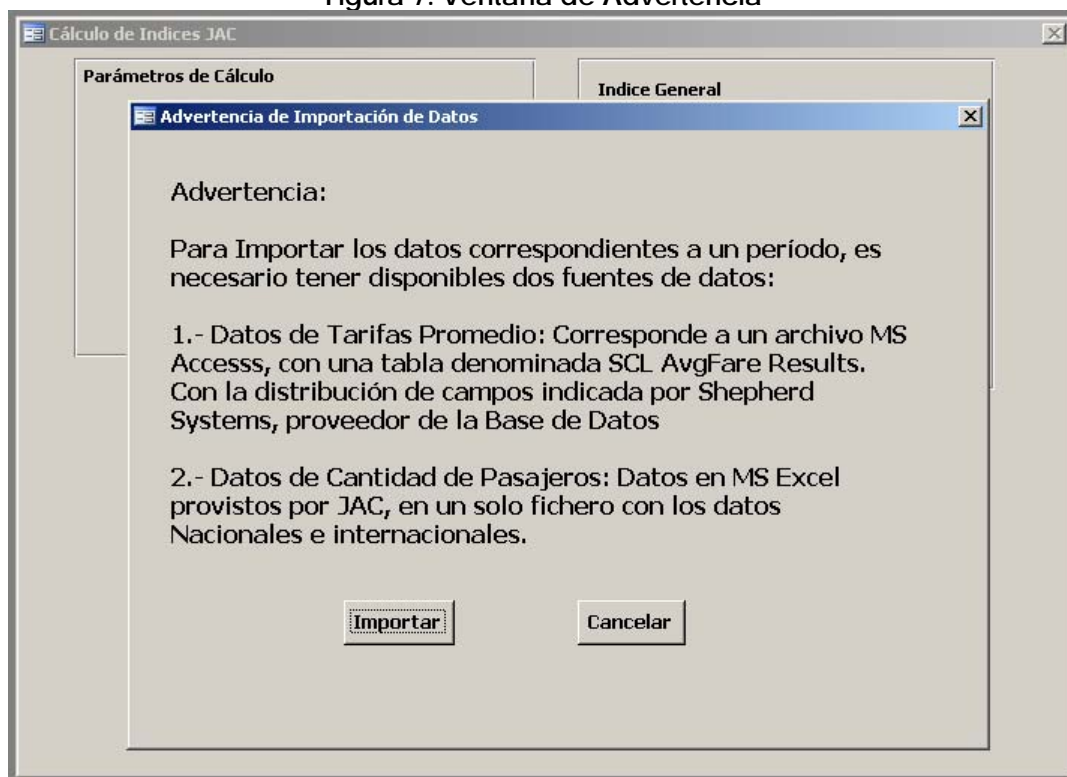 Figura 7. Ventana de Advertencia
Cálculo de Indices JAC
Parámetros de Cálculo
Indice General
Advertencia de Importación de Datos
Advertencia:
Para Importar los datos correspondientes a un período, es
necesario tener disponibles dos fuentes de datos:
1.- Datos de Tarifas Promedio: Corresponde a un archivo MS
Accesss, con una tabla denominada SCL AvgFare Results.
Con la distribución de campos indicada por Shepherd
Systems, proveedor de la Base de Datos
2.- Datos de Cantidad de Pasajeros: Datos en MS Excel
provistos por JAC, en un solo fichero con los datos
Nacionales e internacionales.
Importar
Cancelar